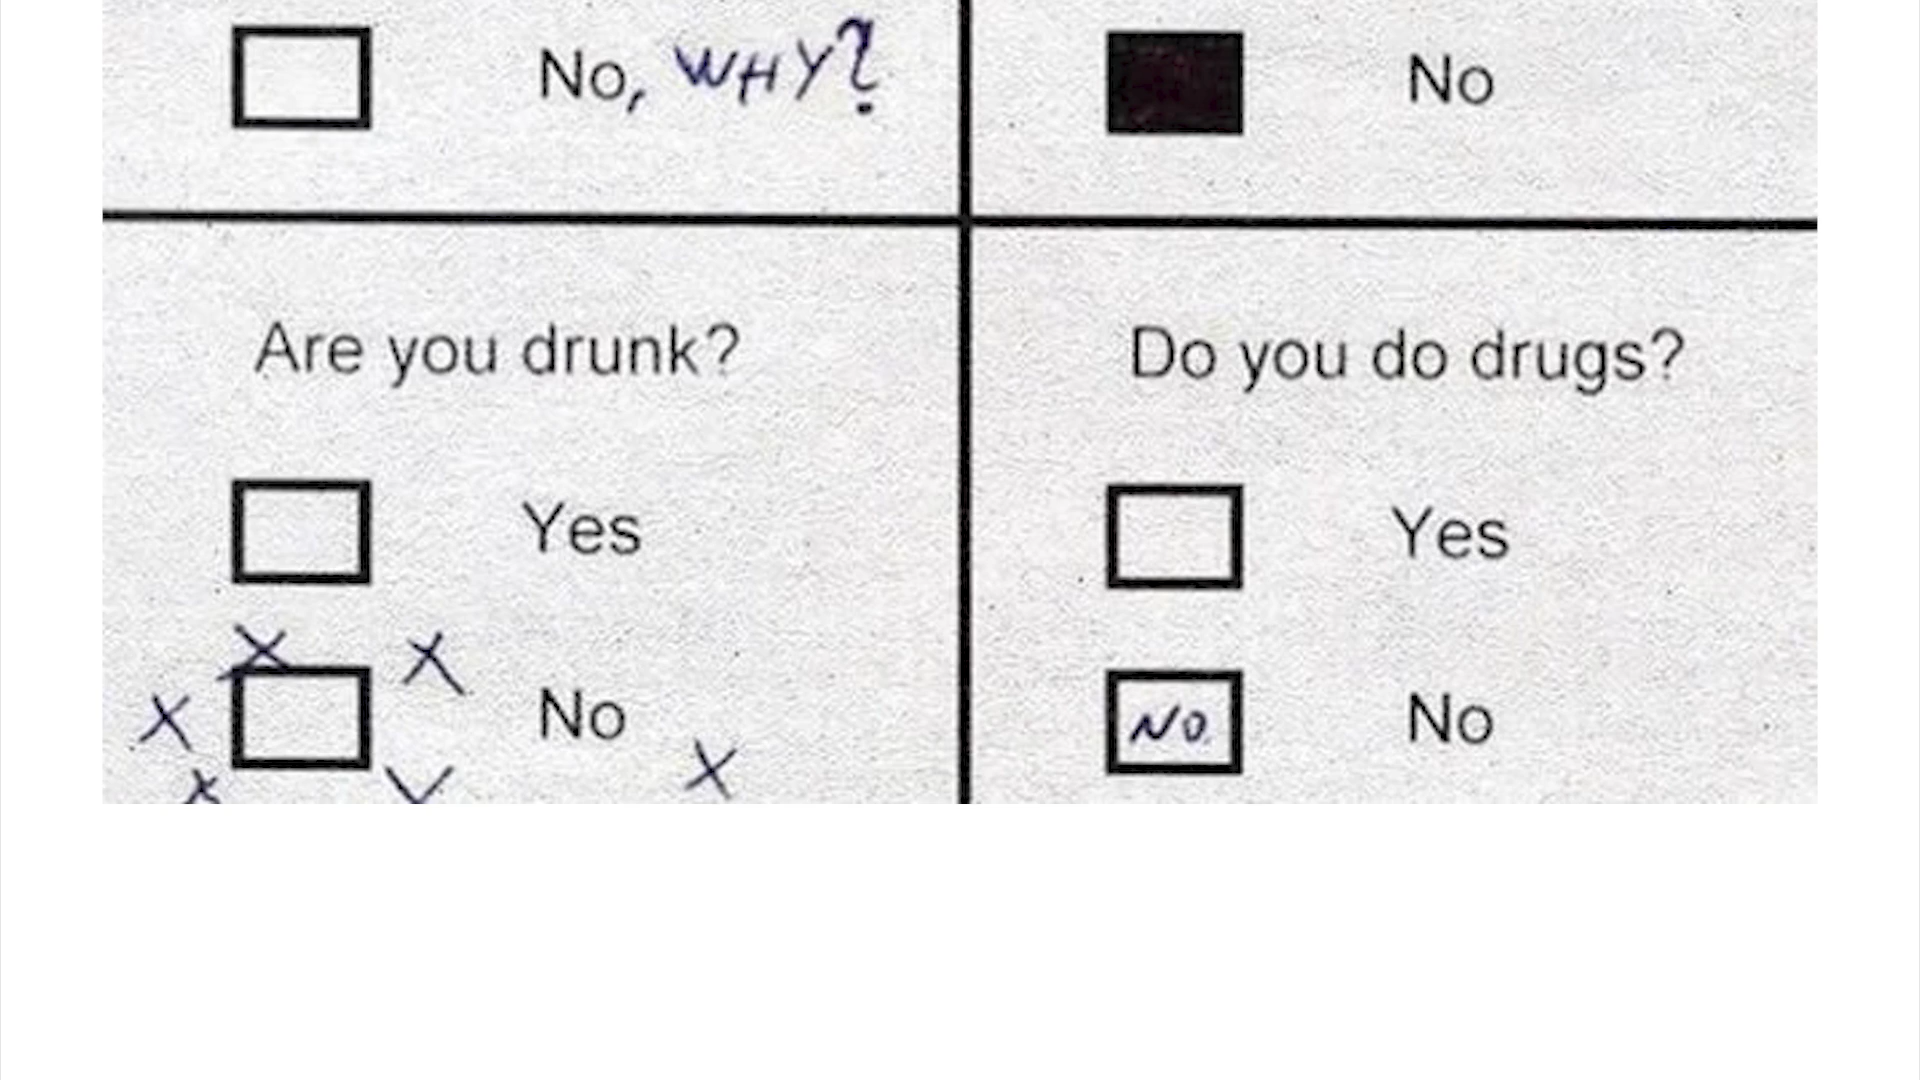 No, WHY?
No
Are you drunk?
Yes
X X
X No
X X X
Do you do drugs?
Yes
NO. No